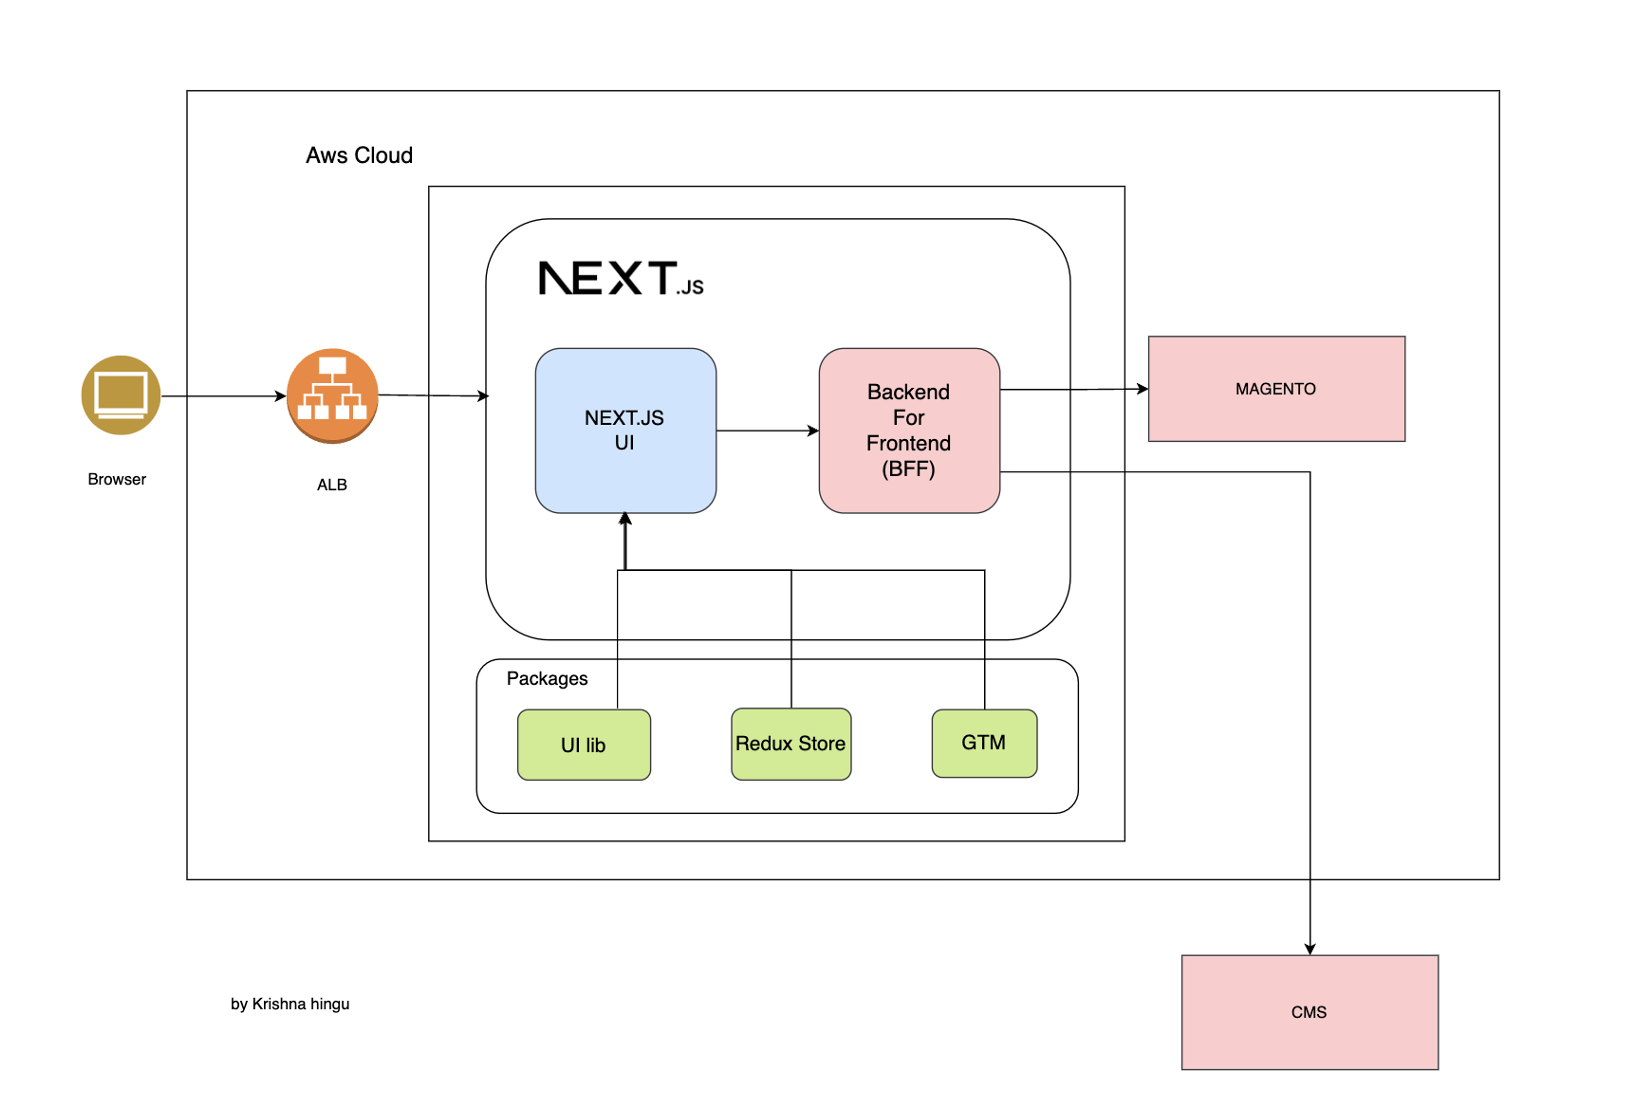 Aws Cloud
NEXT.JS
NEXT.JS
UI
Backend
For
Frontend
(BFF)
MAGENTO
Browser
ALB
Packages
UI lib
Redux Store
GTM
by Krishna hingu
CMS